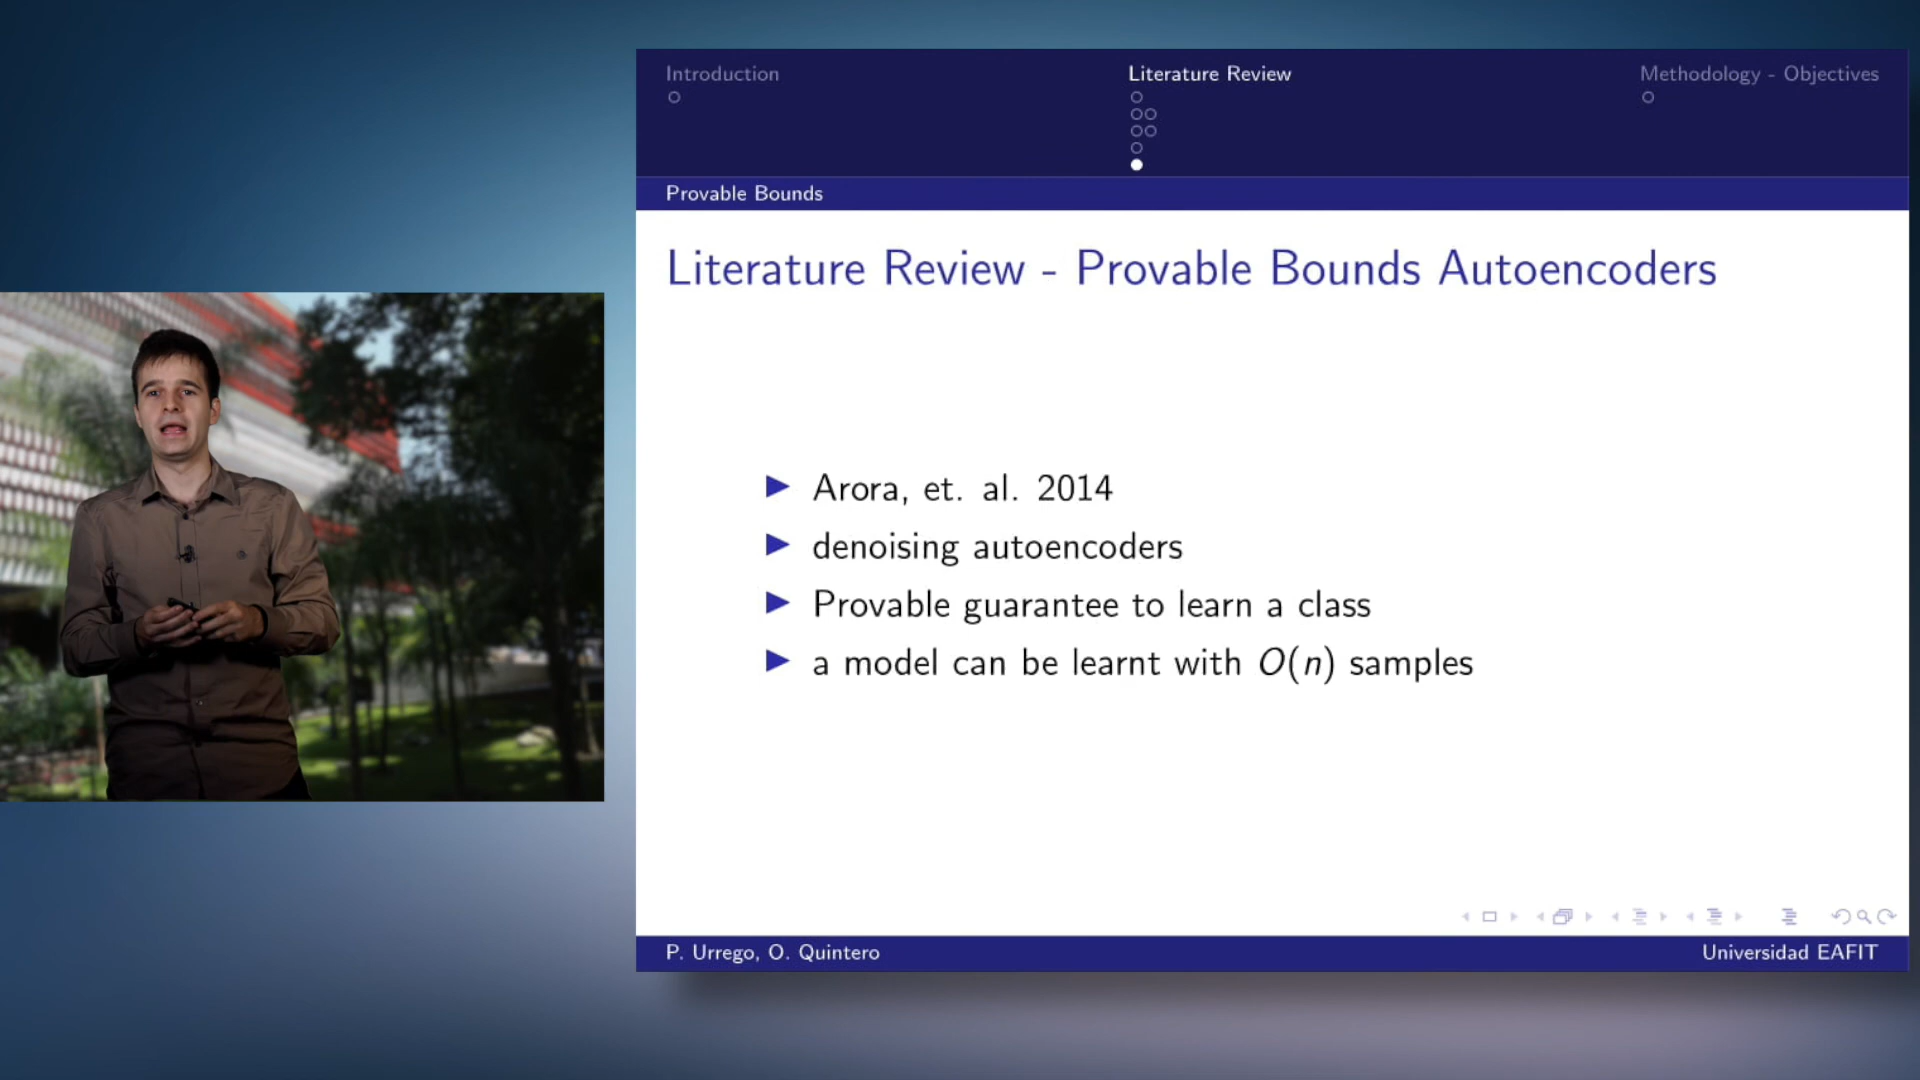 Introduction
Literature Review
Methodology - Objectives
Provable Bounds
Literature Review - Provable Bounds Autoencoders
Arora, et. al. 2014
denoising autoencoders
Provable guarantee to learn a class
a model can be learnt with O(n) samples
P. Urrego, O. Quintero
Universidad EAFIT